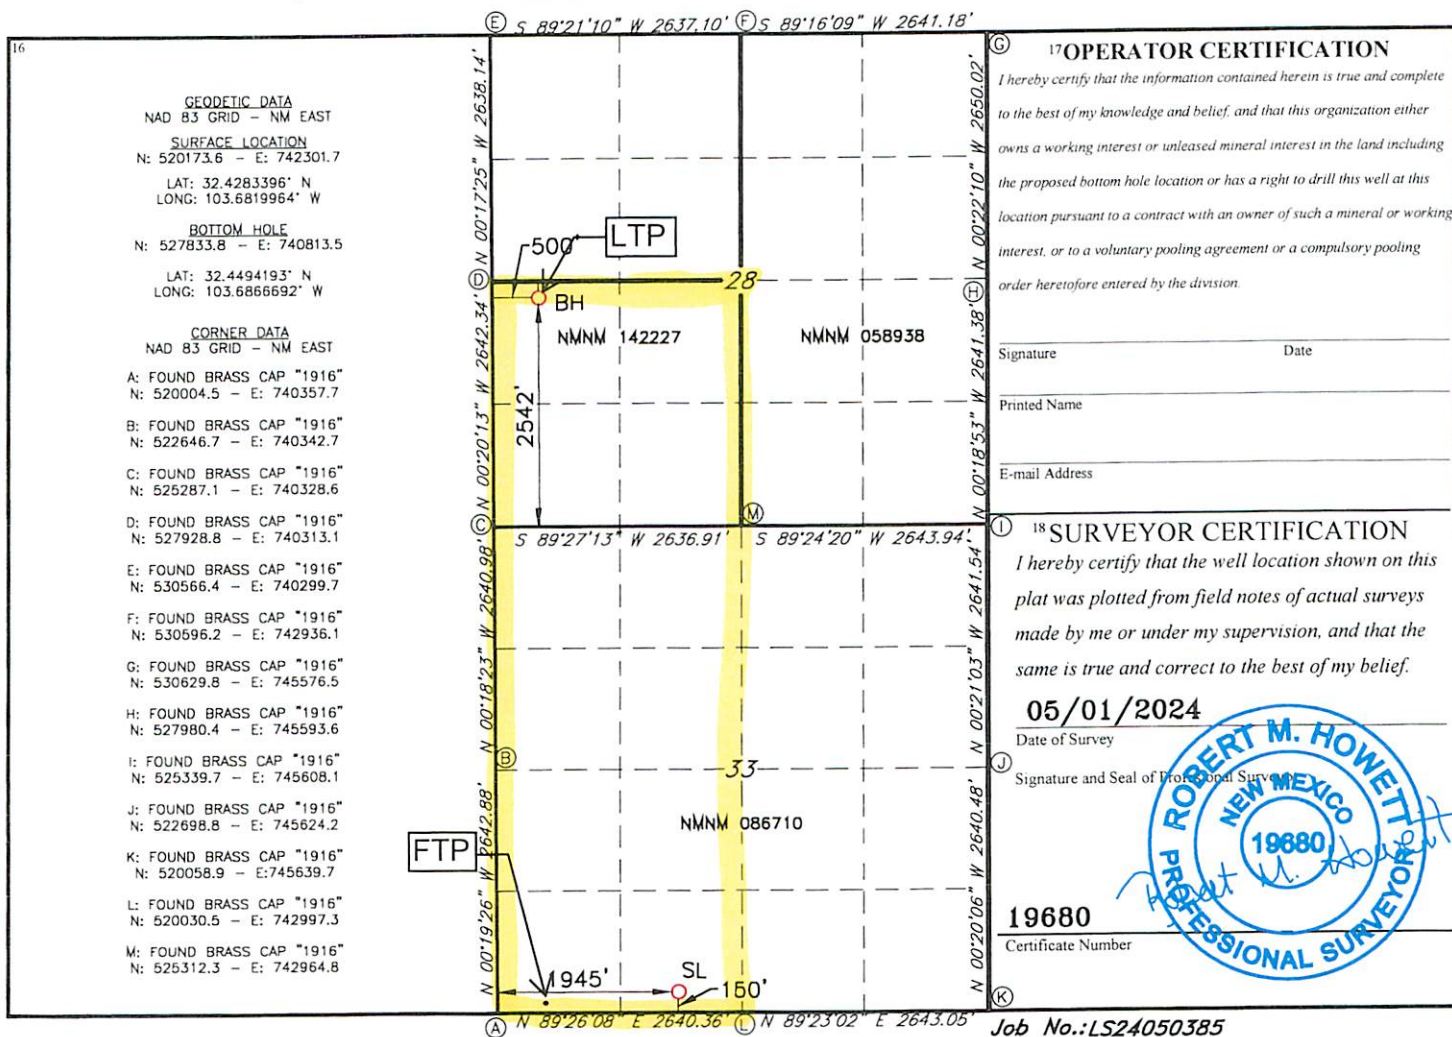 16
GEODETIC DATA
NAD 83 GRID – NM EAST
SURFACE LOCATION
N: 520173.6 – E: 742301.7
LAT: 32.4283396° N
LONG: 103.6819964° W
BOTTOM HOLE
N: 527833.8 – E: 740813.5
LAT: 32.4494193° N
LONG: 103.6866692° W
CORNER DATA
NAD 83 GRID – NM EAST
A: FOUND BRASS CAP "1916"
N: 520004.5 – E: 740357.7
B: FOUND BRASS CAP "1916"
N: 522646.7 – E: 740342.7
C: FOUND BRASS CAP "1916"
N: 525287.1 – E: 740328.6
D: FOUND BRASS CAP "1916"
N: 527928.8 – E: 740313.1
E: FOUND BRASS CAP "1916"
N: 530566.4 – E: 740299.7
F: FOUND BRASS CAP "1916"
N: 530596.2 – E: 742936.1
G: FOUND BRASS CAP "1916"
N: 530629.8 – E: 745576.5
H: FOUND BRASS CAP "1916"
N: 527980.4 – E: 745593.6
I: FOUND BRASS CAP "1916"
N: 525339.7 – E: 745608.1
J: FOUND BRASS CAP "1916"
N: 522698.8 – E: 745624.2
K: FOUND BRASS CAP "1916"
N: 520058.9 – E:745639.7
L: FOUND BRASS CAP "1916"
N: 520030.5 – E: 742997.3
M: FOUND BRASS CAP "1916"
N: 525312.3 – E: 742964.8
E S 89°21'10" W 2637.10' F S 89°16'09" W 2641.18' G
N 00°17'25" W 2638.14'
N 00°22'10" W 2650.02'
500' LTP
D 28 H
BH
NMNM 142227 NMNM 058938
N 00°20'13" W 2642.34'
2542'
N 00°18'53" W 2641.38'
C M I
S 89°27'13" W 2636.91' S 89°24'20" W 2643.94'
N 00°18'23" W 2640.98'
N 00°21'03" W 2641.54'
B 33 J
NMNM 086710
FTP
N 00°19'26" W 2642.88'
N 00°20'06" W 2640.48'
1945' SL 150'
A N 89°26'08" E 2640.36' L N 89°23'02" E 2643.05' K
17 OPERATOR CERTIFICATION
I hereby certify that the information contained herein is true and complete
to the best of my knowledge and belief, and that this organization either
owns a working interest or unleased mineral interest in the land including
the proposed bottom hole location or has a right to drill this well at this
location pursuant to a contract with an owner of such a mineral or working
interest, or to a voluntary pooling agreement or a compulsory pooling
order heretofore entered by the division.
Signature Date
Printed Name
E-mail Address
18 SURVEYOR CERTIFICATION
I hereby certify that the well location shown on this
plat was plotted from field notes of actual surveys
made by me or under my supervision, and that the
same is true and correct to the best of my belief.
05/01/2024
Date of Survey
Signature and Seal of Professional Surveyor
ROBERT M. HOWETT
NEW MEXICO
19680
PROFESSIONAL SURVEYOR
Robert M. Howett
19680
Certificate Number
Job No.:LS24050385